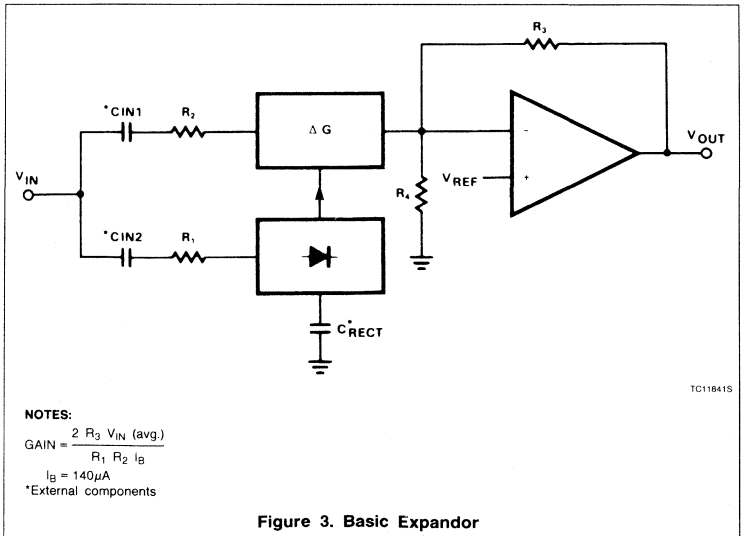 R₃
*CIN1
R₂
Δ G
VIN
R₄
VREF
-
+
VOUT
*CIN2
R₁
C*RECT
TC11841S
NOTES:
GAIN = 2 R₃ VIN (avg.) / R₁ R₂ IB
IB = 140μA
*External components
Figure 3. Basic Expandor